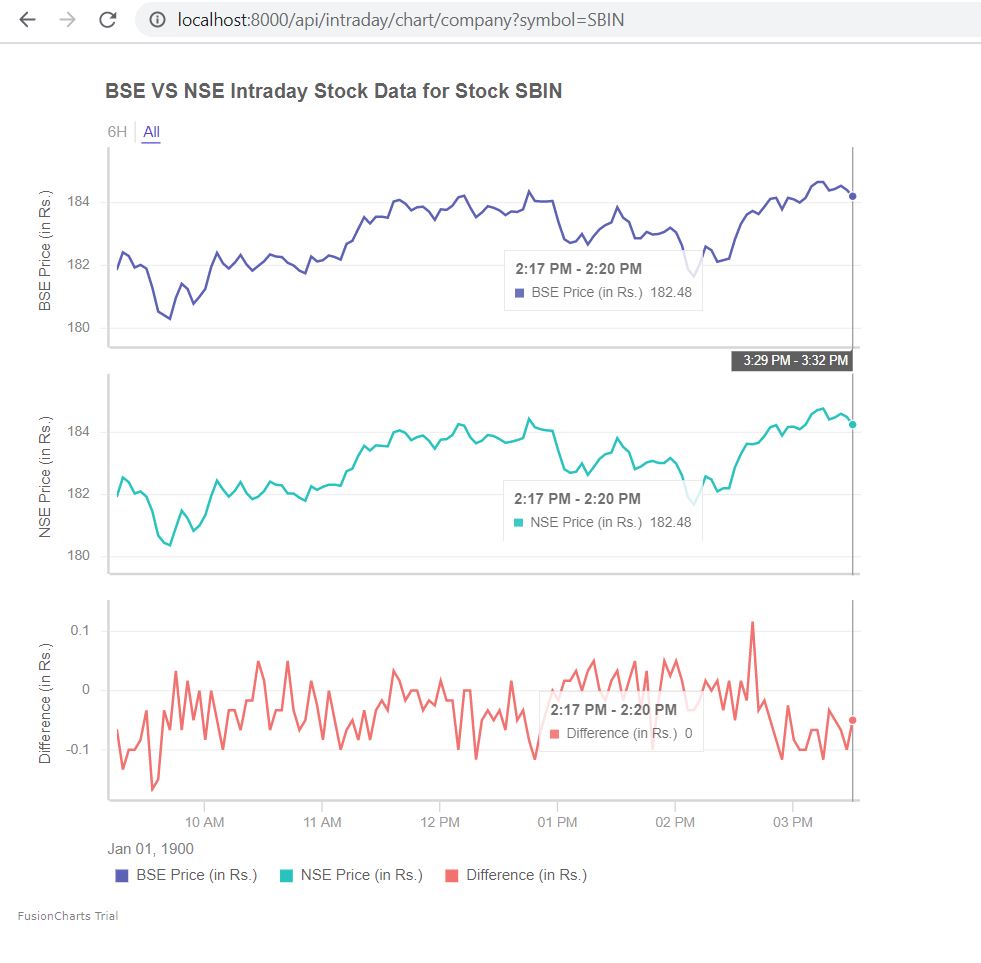 localhost:8000/api/intraday/chart/company?symbol=SBIN
BSE VS NSE Intraday Stock Data for Stock SBIN
6H All
BSE Price (in Rs.)
184
182
180
2:17 PM - 2:20 PM
BSE Price (in Rs.) 182.48
3:29 PM - 3:32 PM
NSE Price (in Rs.)
184
182
180
2:17 PM - 2:20 PM
NSE Price (in Rs.) 182.48
Difference (in Rs.)
0.1
0
-0.1
2:17 PM - 2:20 PM
Difference (in Rs.) 0
10 AM 11 AM 12 PM 01 PM 02 PM 03 PM
Jan 01, 1900
BSE Price (in Rs.) NSE Price (in Rs.) Difference (in Rs.)
FusionCharts Trial